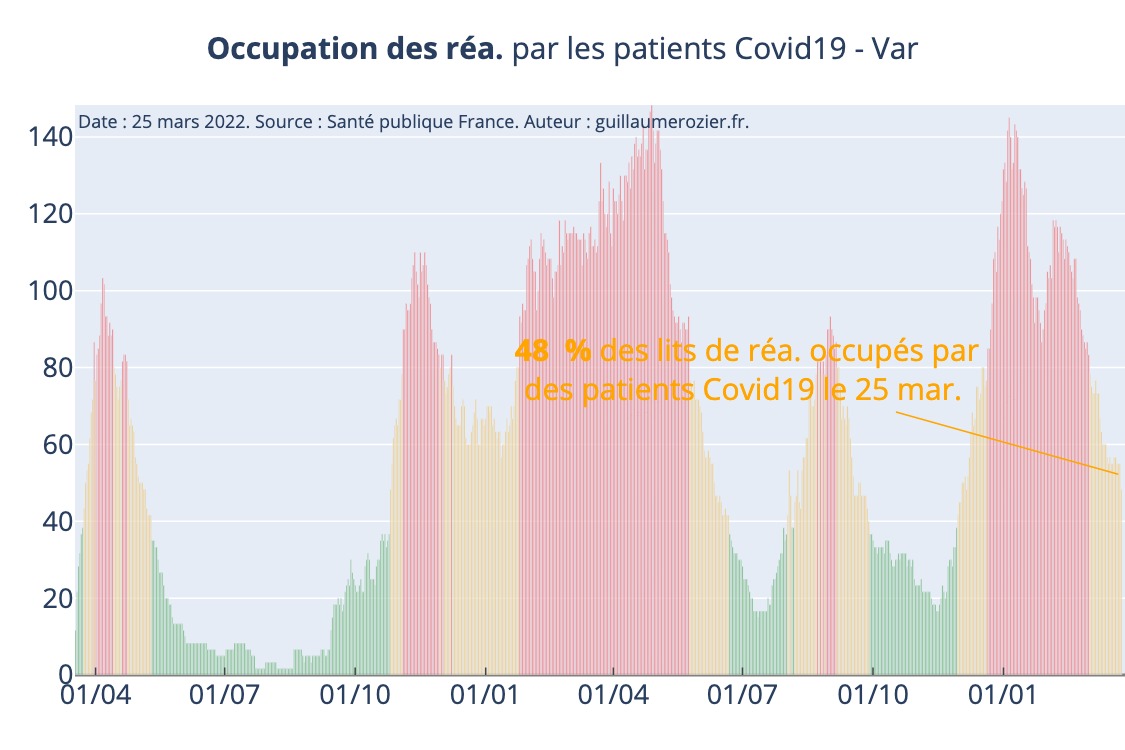 Occupation des réa. par les patients Covid19 - Var
Date : 25 mars 2022. Source : Santé publique France. Auteur : guillaumerozier.fr.
140
120
100
80
60
40
20
0
48 % des lits de réa. occupés par
des patients Covid19 le 25 mar.
01/04 01/07 01/10 01/01 01/04 01/07 01/10 01/01